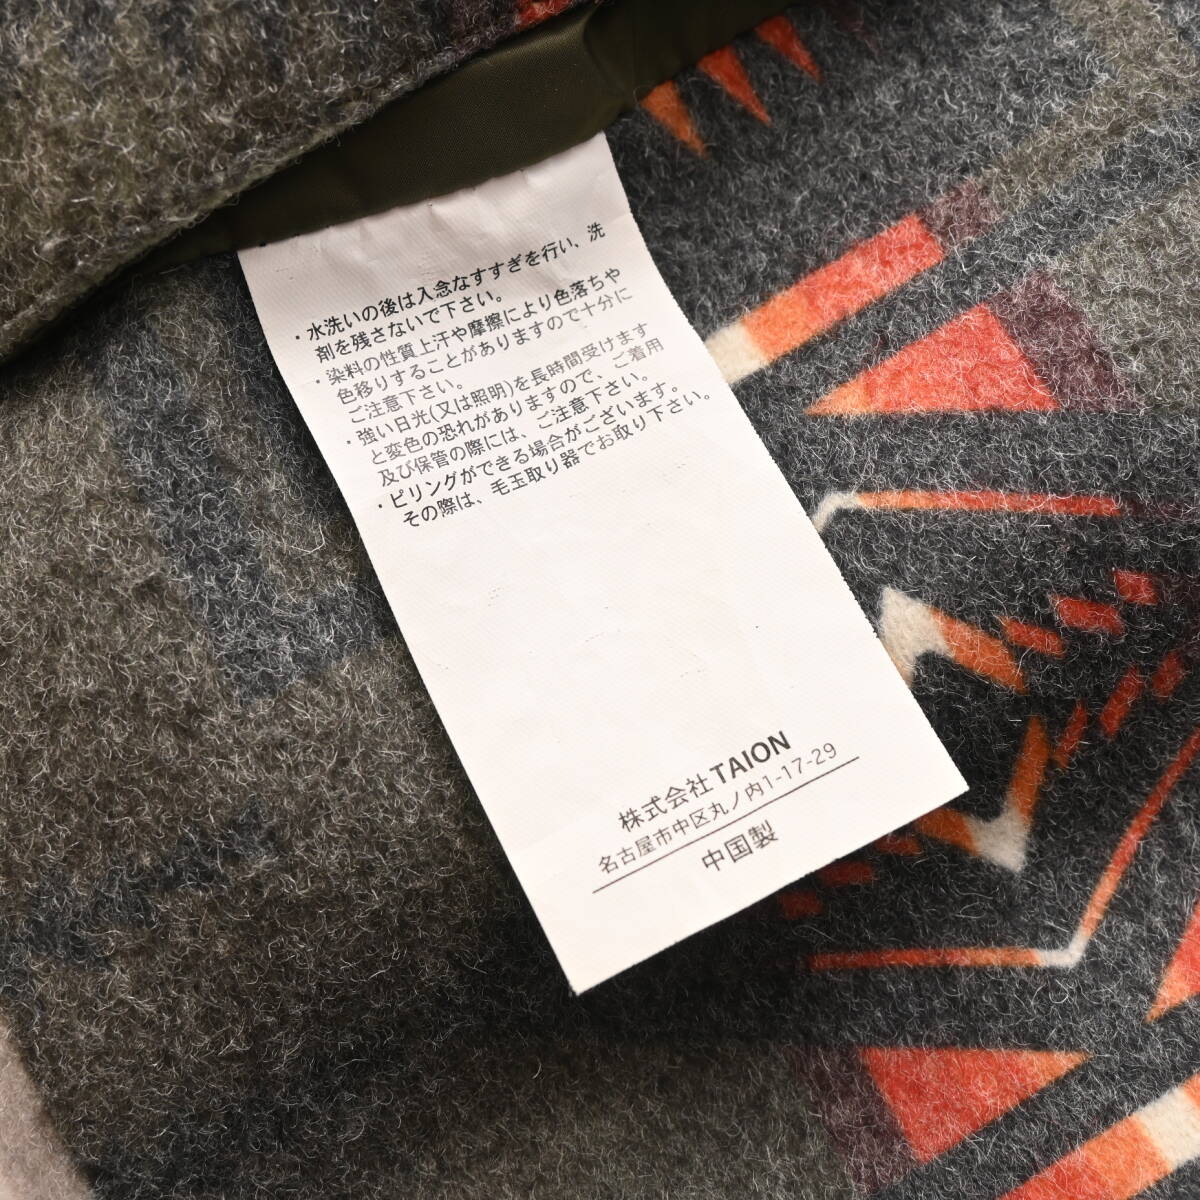 ・水洗いの後は入念なすすぎを行い、洗
剤を残さないで下さい。
・染料の性質上汗や摩擦により色落ちや
色移りすることがありますので十分に
ご注意下さい。
・強い日光(又は照明)を長時間受けます
と変色の恐れがありますので、ご着用
及び保管の際には、ご注意下さい。
・ピリングができる場合がございます。
その際は、毛玉取り器でお取り下さい。
株式会社 TAION
名古屋市中区丸ノ内1-17-29
中国製